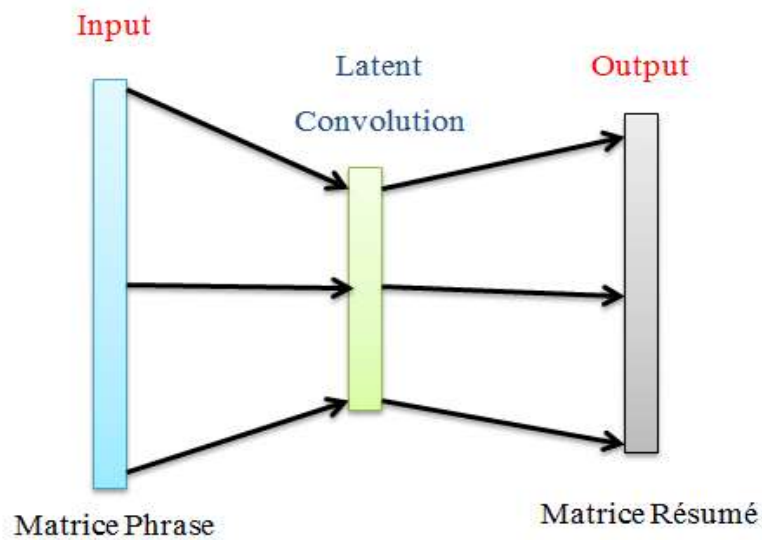 Input
Latent
Convolution
Output
Matrice Phrase
Matrice Résumé